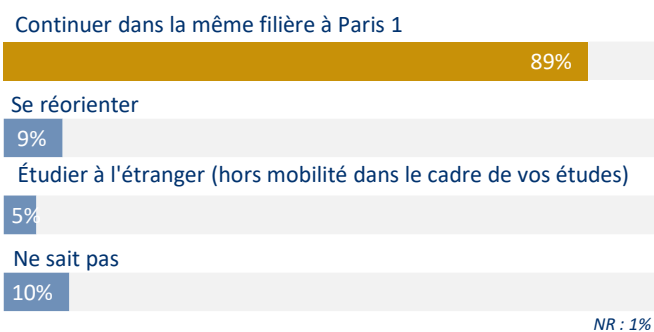 Continuer dans la même filière à Paris 1
89%
Se réorienter
9%
Étudier à l'étranger (hors mobilité dans le cadre de vos études)
5%
Ne sait pas
10%
NR : 1%